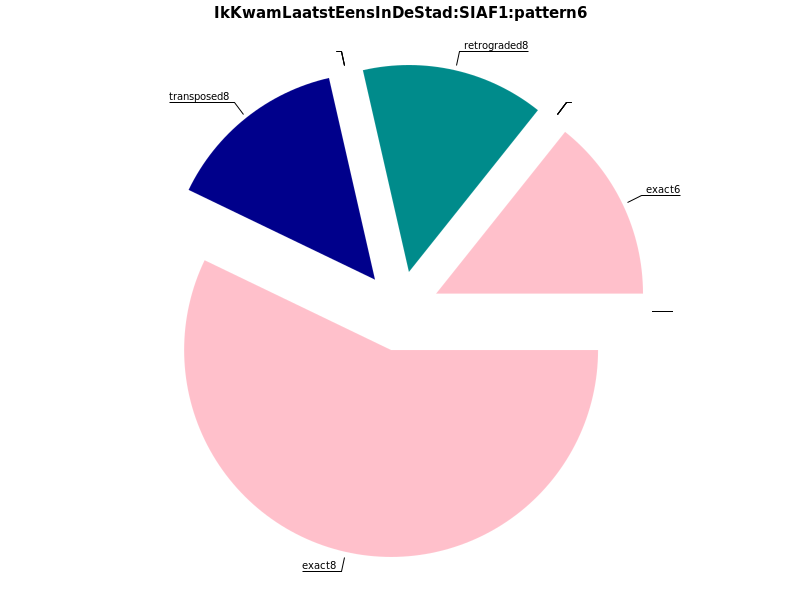 IkKwamLaatstEensInDeStad:SIAF1:pattern6
retrograded8
transposed8
exact6
exact8